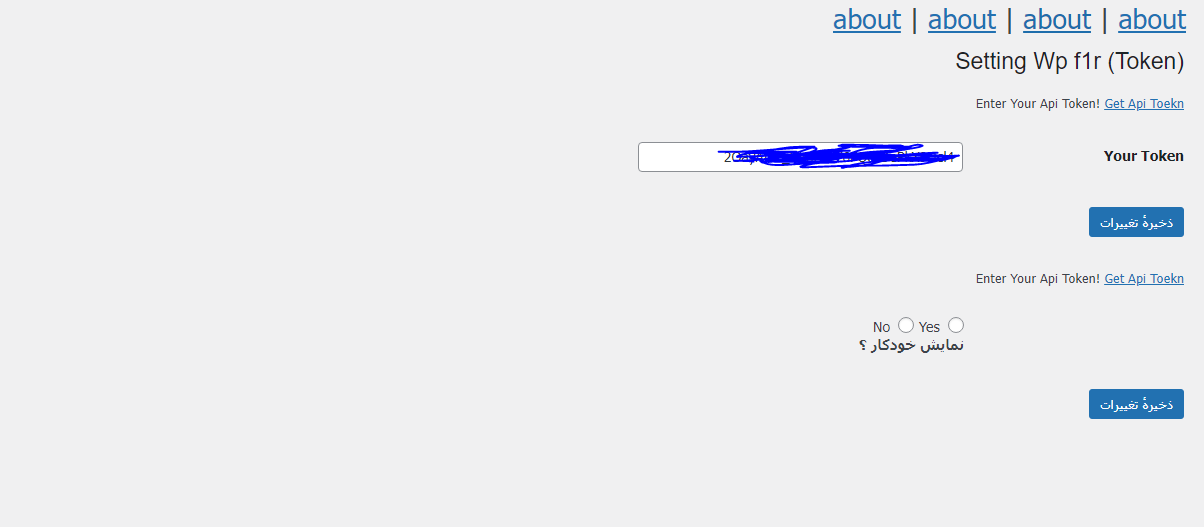 about | about | about | about
Setting Wp f1r (Token)
Enter Your Api Token! Get Api Toekn
Your Token
ذخیرهٔ تغییرات
Enter Your Api Token! Get Api Toekn
Yes No
نمایش خودکار ؟
ذخیرهٔ تغییرات